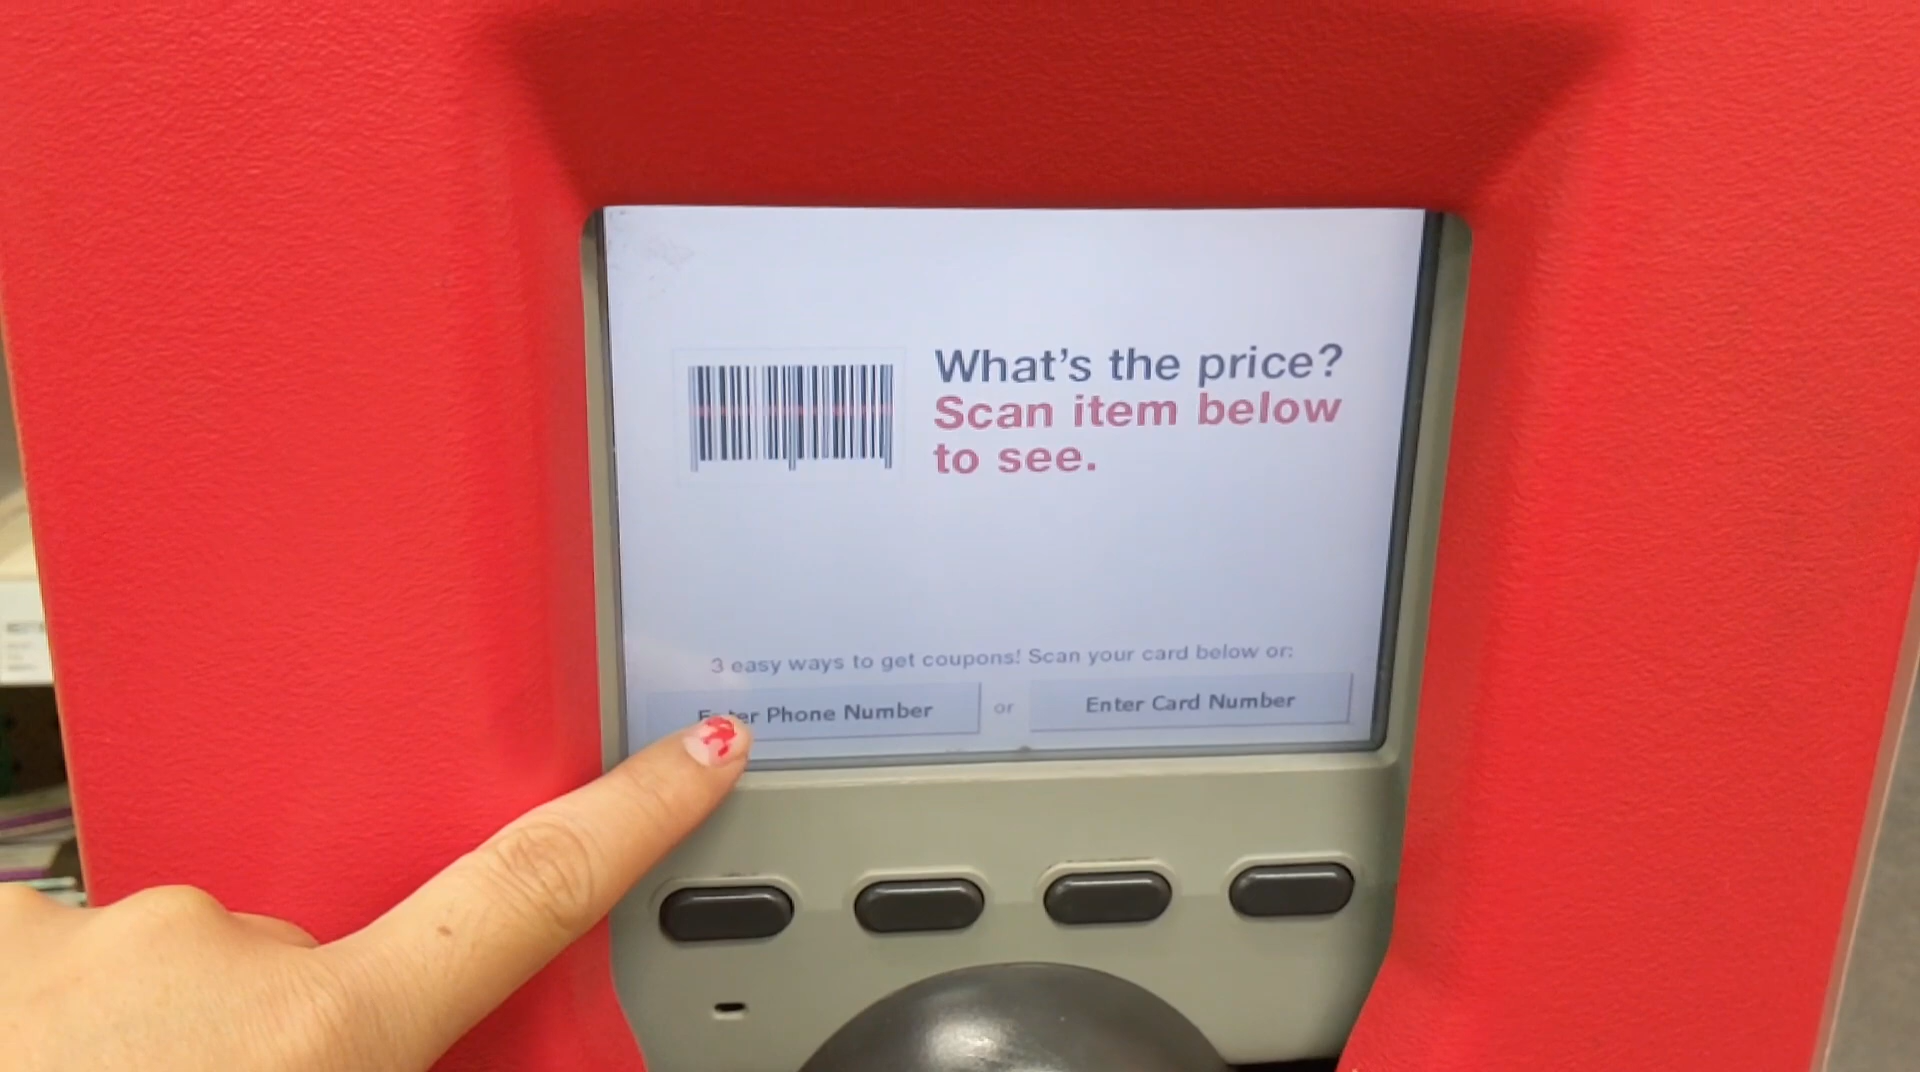 What's the price?
Scan item below
to see.
3 easy ways to get coupons! Scan your card below or:
Enter Phone Number
or
Enter Card Number